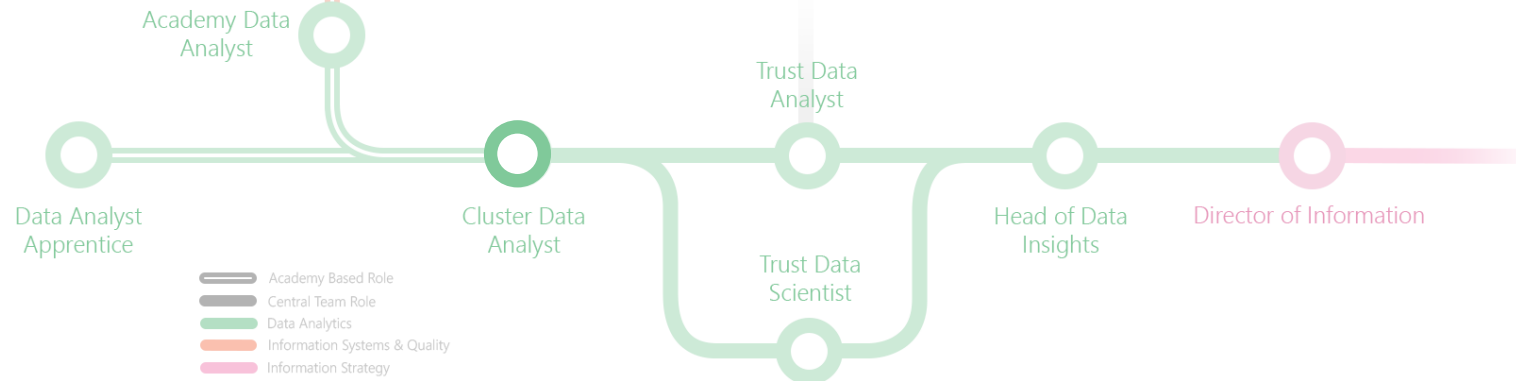 Academy Data
Analyst
Trust Data
Analyst
Data Analyst
Apprentice
Cluster Data
Analyst
Head of Data
Insights
Director of Information
Trust Data
Scientist
Academy Based Role
Central Team Role
Data Analytics
Information Systems & Quality
Information Strategy